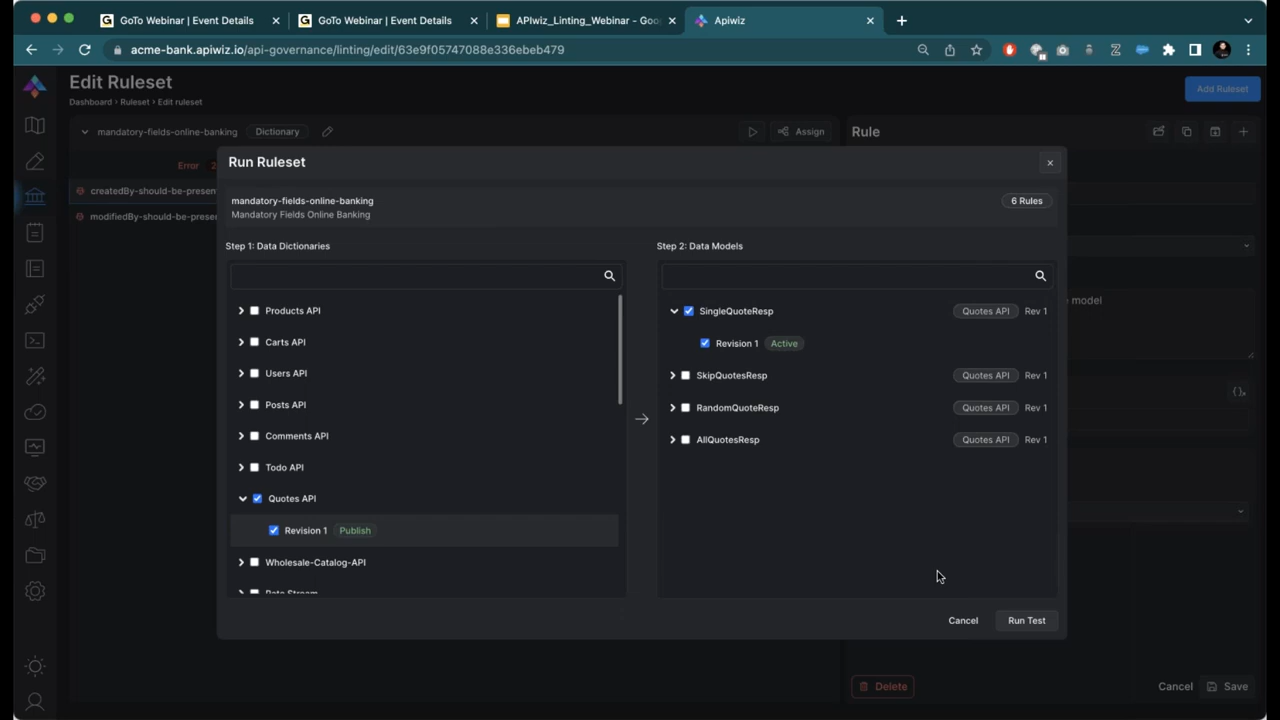 GoTo Webinar | Event Details
GoTo Webinar | Event Details
APIwiz_Linting_Webinar - Goo
Apiwiz
acme-bank.apiwiz.io/api-governance/linting/edit/63e9f05747088e336ebeb479
Edit Ruleset
Dashboard > Ruleset > Edit ruleset
Add Ruleset
mandatory-fields-online-banking
Dictionary
Assign
Rule
Error 2
createdBy-should-be-presen
modifiedBy-should-be-prese
model
Run Ruleset
mandatory-fields-online-banking
Mandatory Fields Online Banking
6 Rules
Step 1: Data Dictionaries
Products API
Carts API
Users API
Posts API
Comments API
Todo API
Quotes API
Revision 1 Publish
Wholesale-Catalog-API
Step 2: Data Models
SingleQuoteResp Quotes API Rev 1
Revision 1 Active
SkipQuotesResp Quotes API Rev 1
RandomQuoteResp Quotes API Rev 1
AllQuotesResp Quotes API Rev 1
Cancel
Run Test
Delete
Cancel
Save